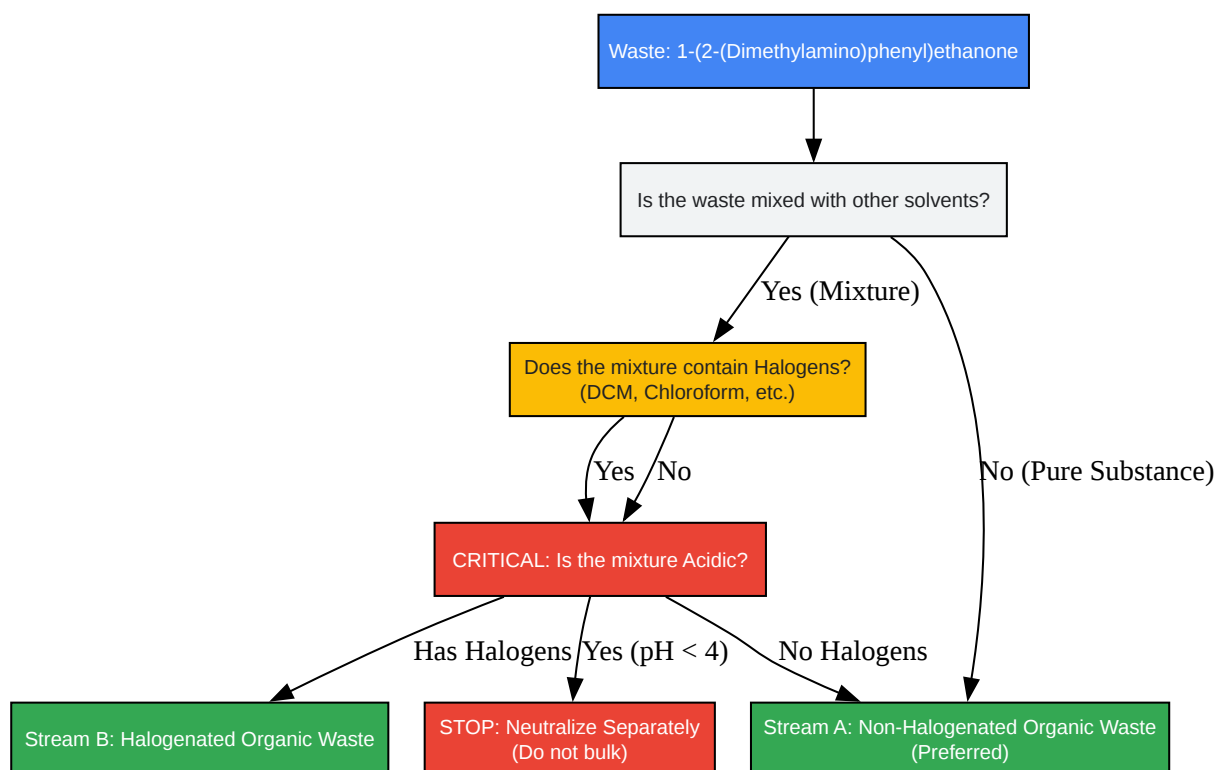 Waste: 1-(2-(Dimethylamino)phenyl)ethanone
Is the waste mixed with other solvents?
Yes (Mixture)
Does the mixture contain Halogens?
(DCM, Chloroform, etc.)
Yes
No
No (Pure Substance)
CRITICAL: Is the mixture Acidic?
Has Halogens
Yes (pH < 4)
No Halogens
Stream B: Halogenated Organic Waste
STOP: Neutralize Separately
(Do not bulk)
Stream A: Non-Halogenated Organic Waste
(Preferred)